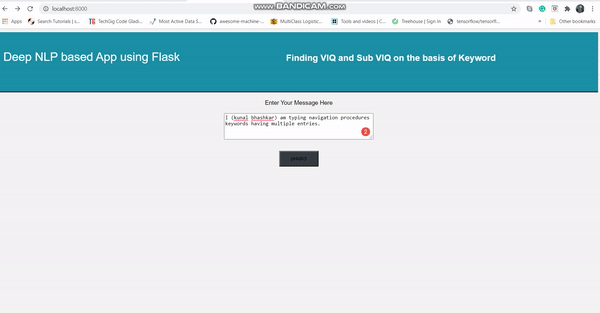 WWW.BANDICAM.COM
localhost:8000
Apps
Search Tutorials | s...
TechGig Code Gladi...
Most Active Data S...
awesome-machine-...
MultiClass Logistic...
Tools and videos | C...
Treehouse | Sign In
tensorflow/tensorfl...
Other bookmarks
Deep NLP based App using Flask
Finding VIQ and Sub VIQ on the basis of Keyword
Enter Your Message Here
I (kunal bhashkar) am typing navigation procedures
keywords having multiple entries.
2